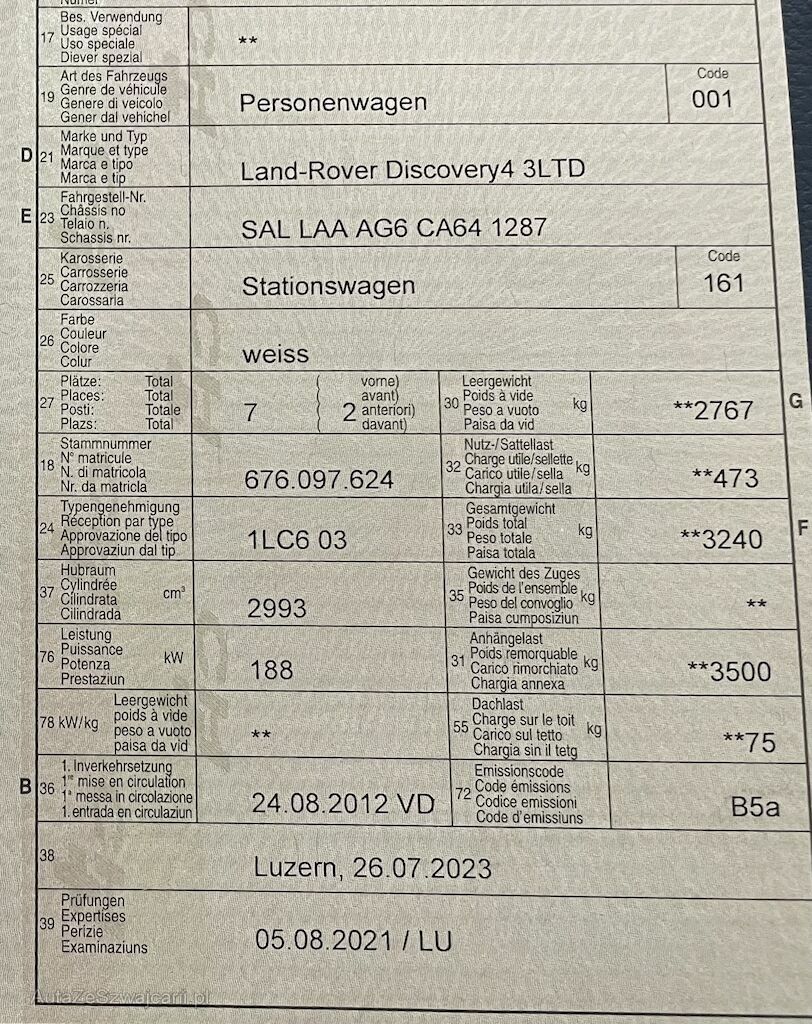 Numer
17 Bes. Verwendung
Usage spécial
Uso speciale
Diever spezial
**
19 Art des Fahrzeugs
Genre de véhicule
Genere di veicolo
Gener dal vehichel
Personenwagen
Code
001
D 21 Marke und Typ
Marque et type
Marca e tipo
Marca e tip
Land-Rover Discovery4 3LTD
E 23 Fahrgestell-Nr.
Châssis no
Telaio n.
Schassis nr.
SAL LAA AG6 CA64 1287
25 Karosserie
Carrosserie
Carrozzeria
Carossaria
Stationswagen
Code
161
26 Farbe
Couleur
Colore
Colur
weiss
27 Plätze: Total
Places: Total
Posti: Totale
Plazs: Total
7
( vorne)
avant)
( 2 anteriori)
davant)
30 Leergewicht
Poids à vide
Peso a vuoto
Paisa da vid
kg
**2767
G
18 Stammnummer
N° matricule
N. di matricola
Nr. da matricla
676.097.624
32 Nutz-/Sattellast
Charge utile/sellette
Carico utile/sella
Chargia utila/sella
kg
**473
24 Typengenehmigung
Réception par type
Approvazione del tipo
Approvaziun dal tip
1LC6 03
33 Gesamtgewicht
Poids total
Peso totale
Paisa totala
kg
**3240
F
37 Hubraum
Cylindrée
Cilindrata
Cilindrada
cm³
2993
35 Gewicht des Zuges
Poids de l'ensemble
Peso del convoglio
Paisa cumposiziun
kg
**
76 Leistung
Puissance
Potenza
Prestaziun
kW
188
31 Anhängelast
Poids remorquable
Carico rimorchiato
Chargia annexa
kg
**3500
78 kW/kg
Leergewicht
poids à vide
peso a vuoto
paisa da vid
**
55 Dachlast
Charge sur le toit
Carico sul tetto
Chargia sin il tetg
kg
**75
B 36 1. Inverkehrsetzung
1re mise en circulation
1a messa in circolazione
1. entrada en circulaziun
24.08.2012 VD
72 Emissionscode
Code émissions
Codice emissioni
Code d'emissiuns
B5a
38
Luzern, 26.07.2023
39 Prüfungen
Expertises
Perizie
Examinaziuns
05.08.2021 / LU
AutaZeSzwajcarii.pl